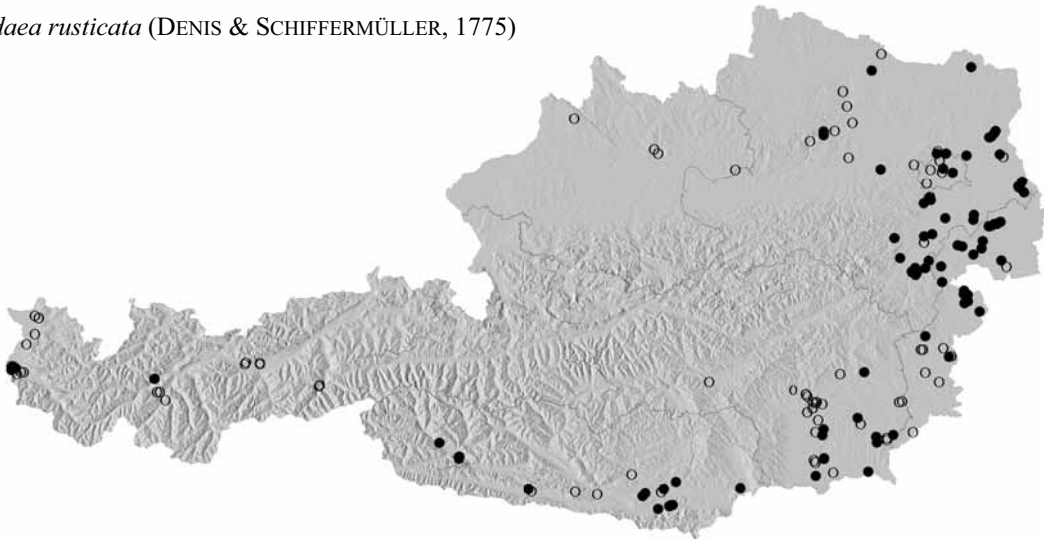 daea rusticata (DENIS & SCHIFFERMÜLLER, 1775)